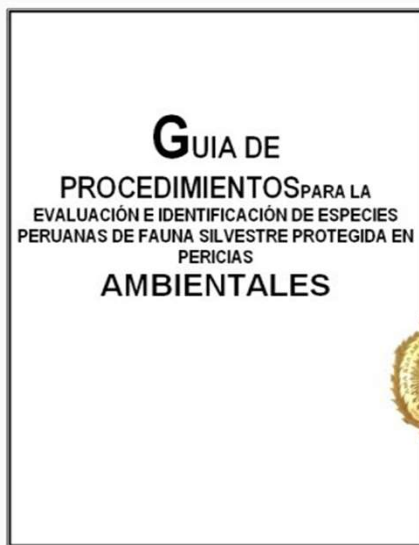 GUIA DE
PROCEDIMIENTOSPARA LA
EVALUACIÓN E IDENTIFICACIÓN DE ESPECIES
PERUANAS DE FAUNA SILVESTRE PROTEGIDA EN
PERICIAS
AMBIENTALES